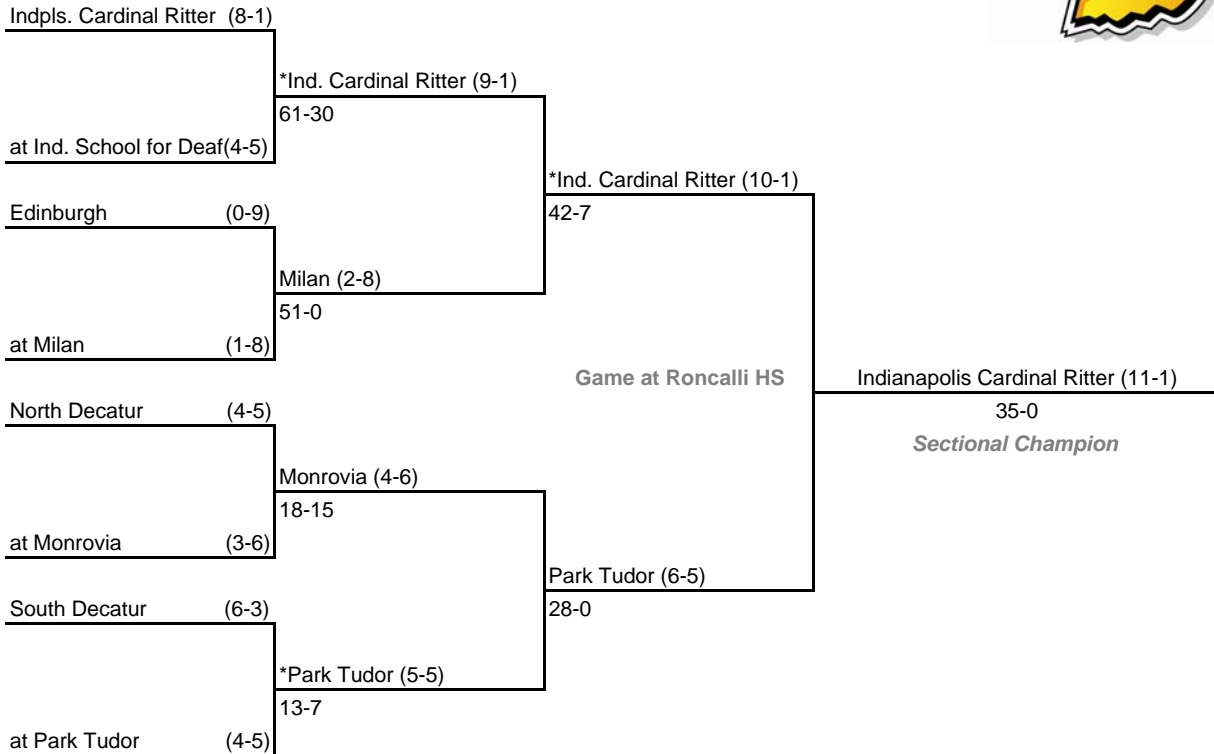 Indpls. Cardinal Ritter (8-1)
*Ind. Cardinal Ritter (9-1)
61-30
at Ind. School for Deaf(4-5)
*Ind. Cardinal Ritter (10-1)
Edinburgh (0-9)
42-7
Milan (2-8)
51-0
at Milan (1-8)
Game at Roncalli HS
Indianapolis Cardinal Ritter (11-1)
North Decatur (4-5)
35-0
Sectional Champion
Monrovia (4-6)
18-15
at Monrovia (3-6)
Park Tudor (6-5)
South Decatur (6-3)
28-0
*Park Tudor (5-5)
13-7
at Park Tudor (4-5)